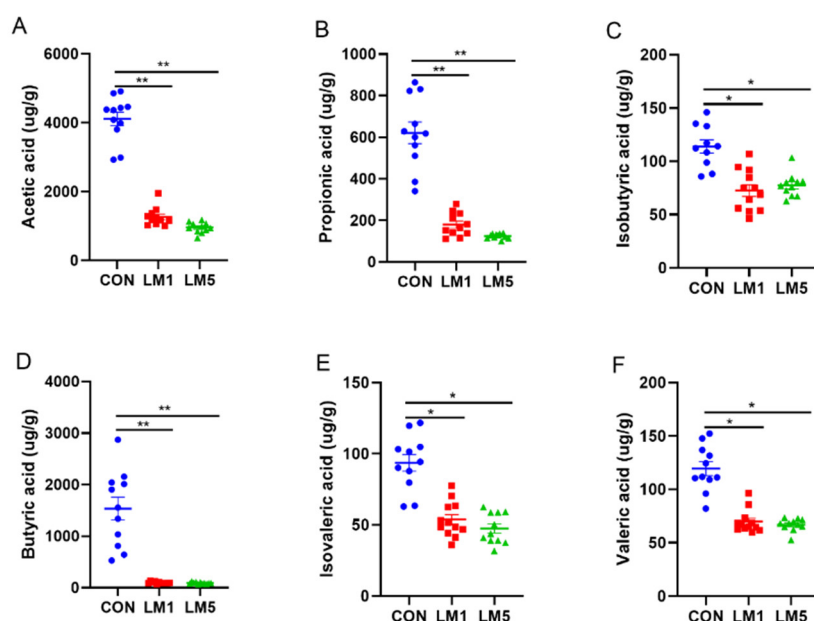 A
Acetic acid (ug/g)
6000
4000
2000
0
**
**
CON LM1 LM5
B
Propionic acid (ug/g)
1000
800
600
400
200
0
**
**
CON LM1 LM5
C
Isobutyric acid (ug/g)
200
150
100
50
0
*
*
CON LM1 LM5
D
Butyric acid (ug/g)
4000
3000
2000
1000
0
**
**
CON LM1 LM5
E
Isovaleric acid (ug/g)
150
100
50
0
*
*
CON LM1 LM5
F
Valeric acid (ug/g)
200
150
100
50
0
*
*
CON LM1 LM5